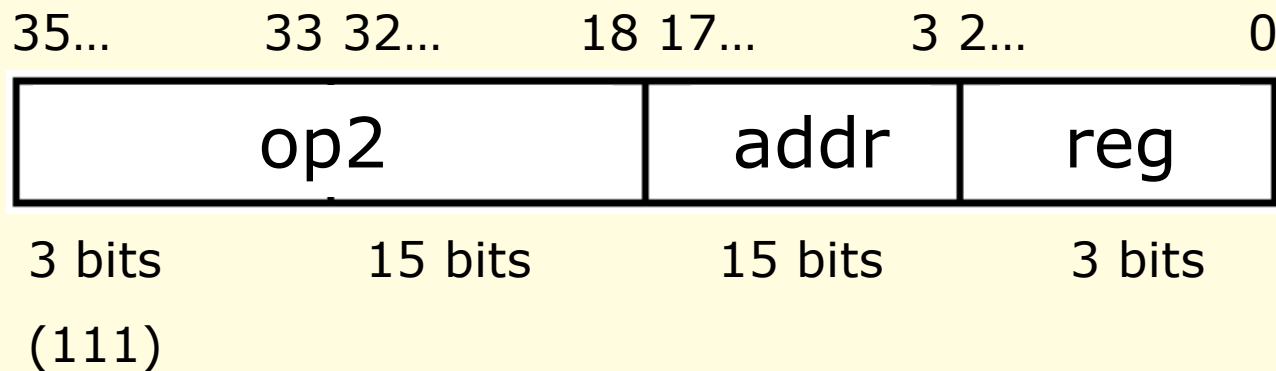 35… 33 32… 18 17… 3 2… 0
op2 addr reg
3 bits 15 bits 15 bits 3 bits
(111)